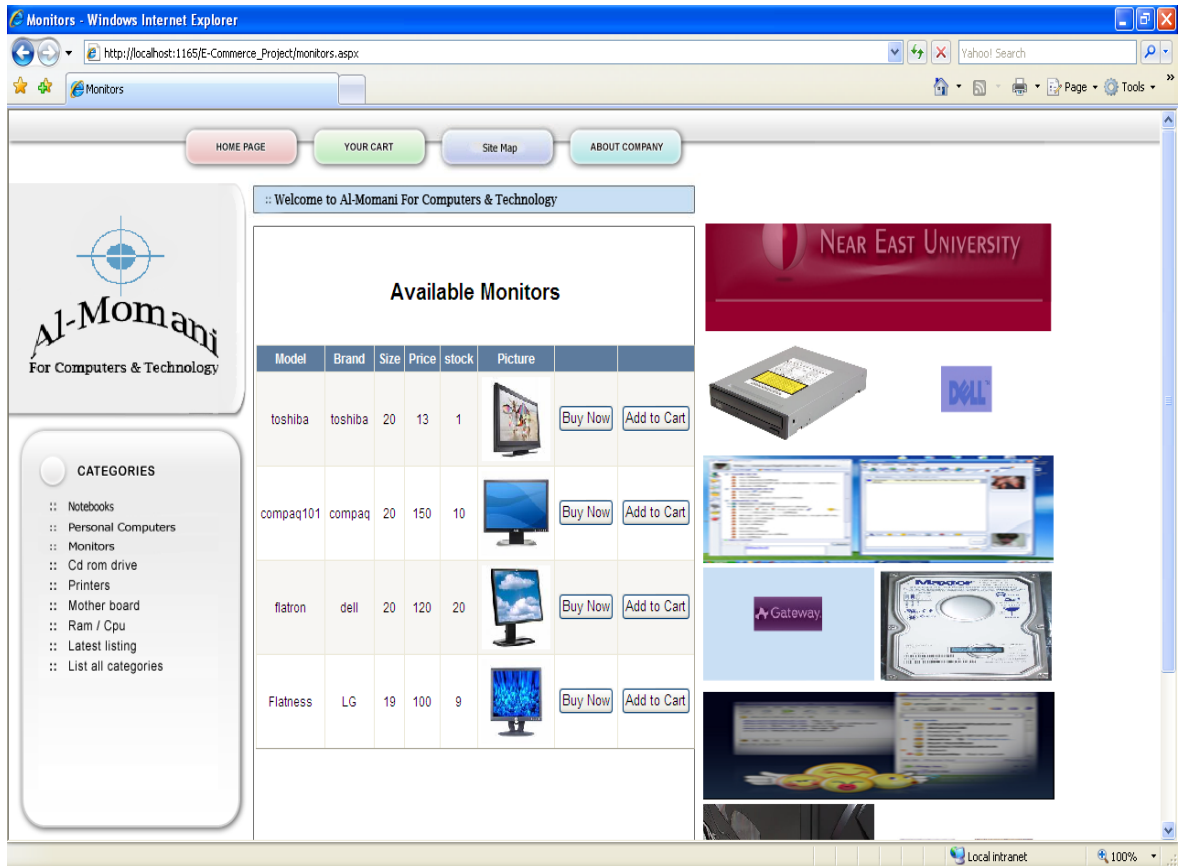 Monitors - Windows Internet Explorer
http://localhost:1165/E-Commerce_Project/monitors.aspx
Yahoo! Search
Monitors
Page
Tools
»
HOME PAGE
YOUR CART
Site Map
ABOUT COMPANY
Al-Momani
For Computers & Technology
:: Welcome to Al-Momani For Computers & Technology
NEAR EAST UNIVERSITY
Available Monitors
Model Brand Size Price stock Picture
toshiba toshiba 20 13 1 Buy Now Add to Cart
compaq101 compaq 20 150 10 Buy Now Add to Cart
flatron dell 20 120 20 Buy Now Add to Cart
Flatness LG 19 100 9 Buy Now Add to Cart
CATEGORIES
:: Notebooks
:: Personal Computers
:: Monitors
:: Cd rom drive
:: Printers
:: Mother board
:: Ram / Cpu
:: Latest listing
:: List all categories
DELL
Gateway
Maxtor
Local intranet
100%